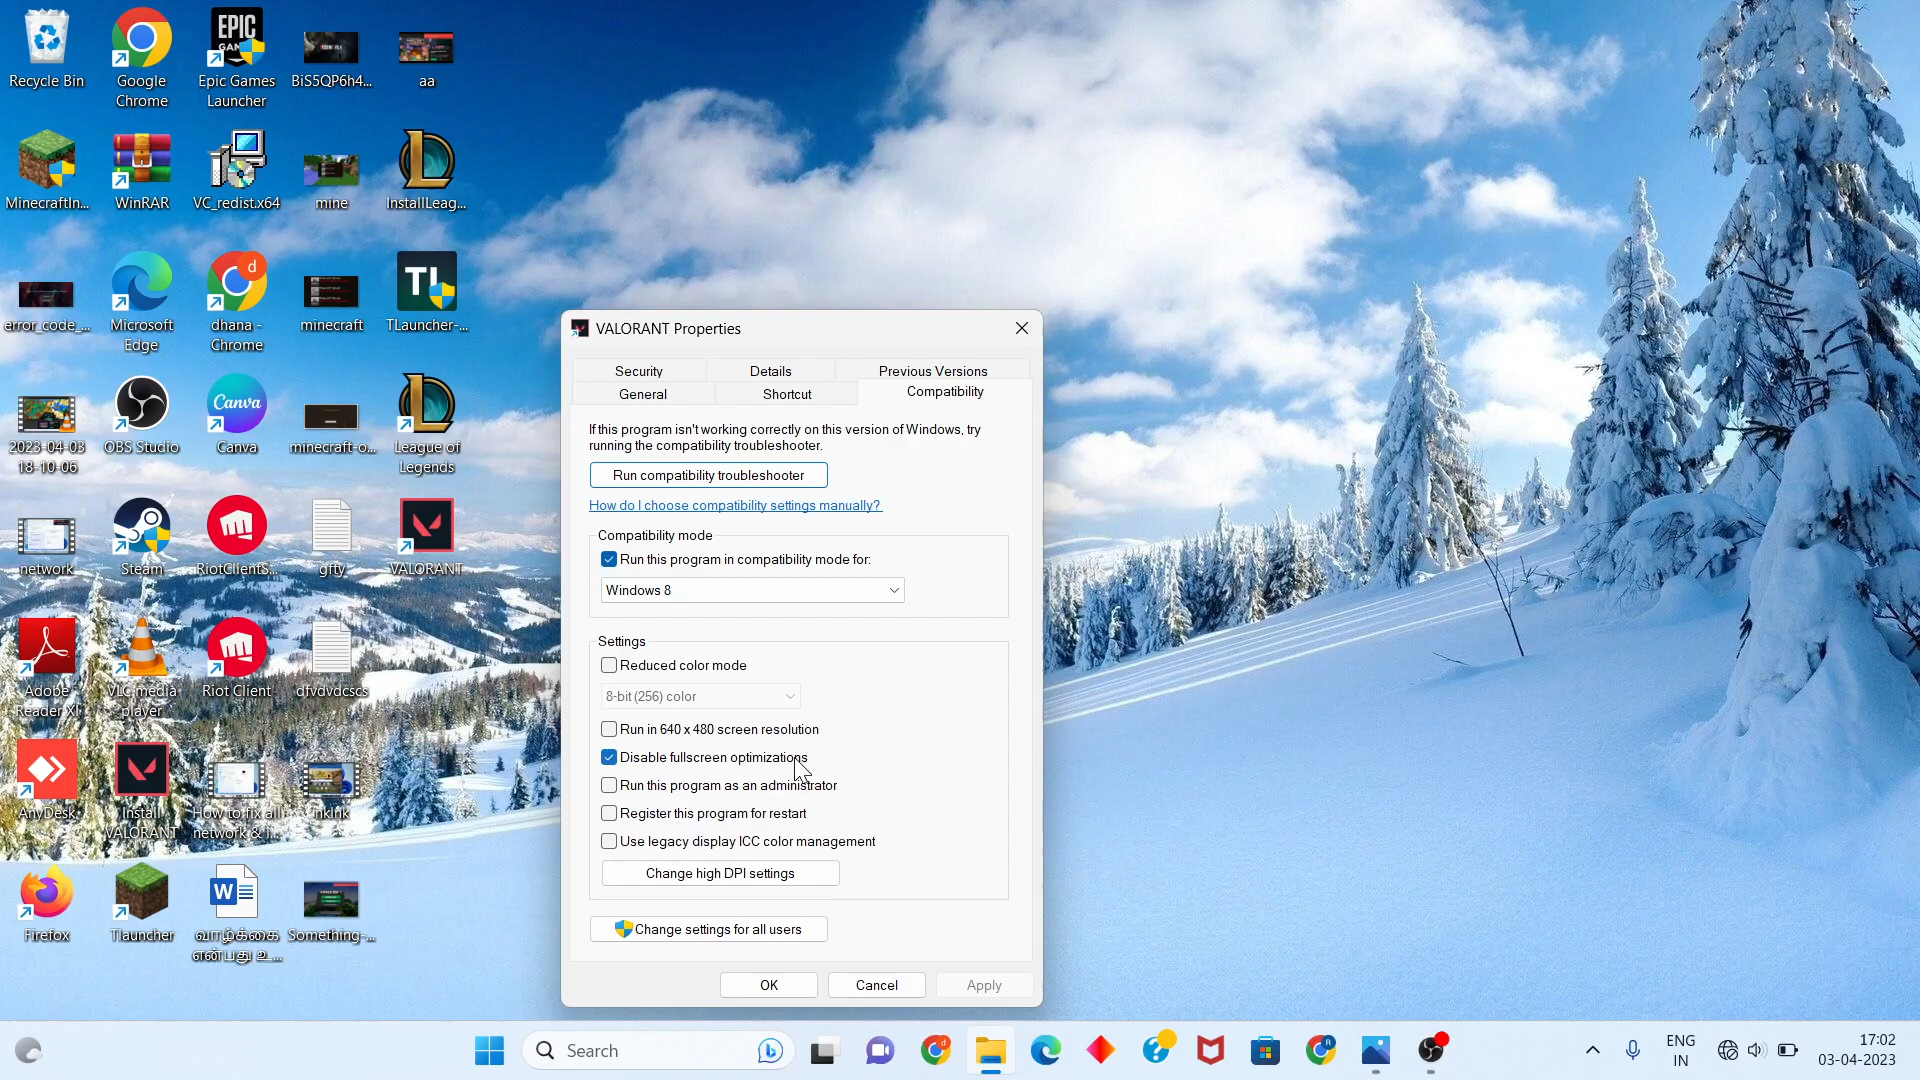 Recycle Bin
Google
Chrome
EPIC
GAMES
Epic Games
Launcher
BiS5QP6h4...
aa
MinecraftIn...
WinRAR
VC_redist.x64
mine
InstallLeag...
error_code_...
Microsoft
Edge
d
dhana -
Chrome
minecraft
TL
TLauncher-...
2023-04-03
18-10-06
OBS Studio
Canva
Canva
minecraft-o...
League of
Legends
network
Steam
RiotClientS...
gfty
VALORANT
Adobe
Reader XI
VLC media
player
Riot Client
dfvdvdcscs
AnyDesk
Install
VALORANT
How to fix all
network & i...
nkink
Firefox
Tlauncher
W
வாழ்க்கை
என்பது உ...
Something-...
VALORANT Properties
Security
Details
Previous Versions
General
Shortcut
Compatibility
If this program isn't working correctly on this version of Windows, try
running the compatibility troubleshooter.
Run compatibility troubleshooter
How do I choose compatibility settings manually?
Compatibility mode
Run this program in compatibility mode for:
Windows 8
Settings
Reduced color mode
8-bit (256) color
Run in 640 x 480 screen resolution
Disable fullscreen optimizations
Run this program as an administrator
Register this program for restart
Use legacy display ICC color management
Change high DPI settings
Change settings for all users
OK
Cancel
Apply
Search
ENG
IN
17:02
03-04-2023